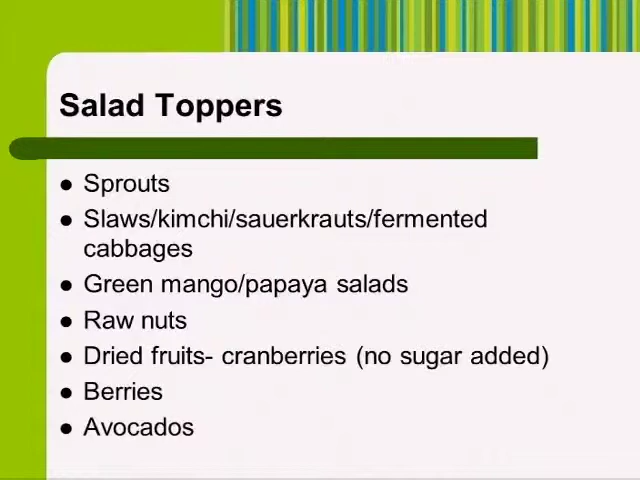 Salad Toppers
● Sprouts
● Slaws/kimchi/sauerkrauts/fermented
cabbages
● Green mango/papaya salads
● Raw nuts
● Dried fruits- cranberries (no sugar added)
● Berries
● Avocados